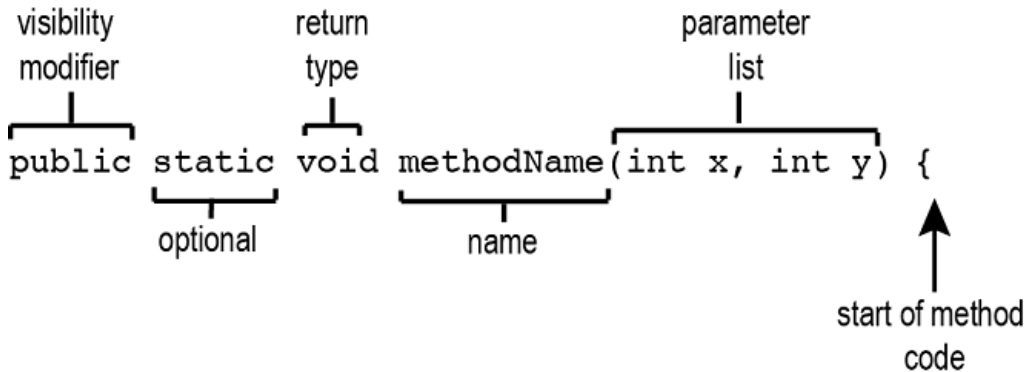 visibility
modifier
return
type
parameter
list
public static void methodName(int x, int y) {
optional
name
start of method
code